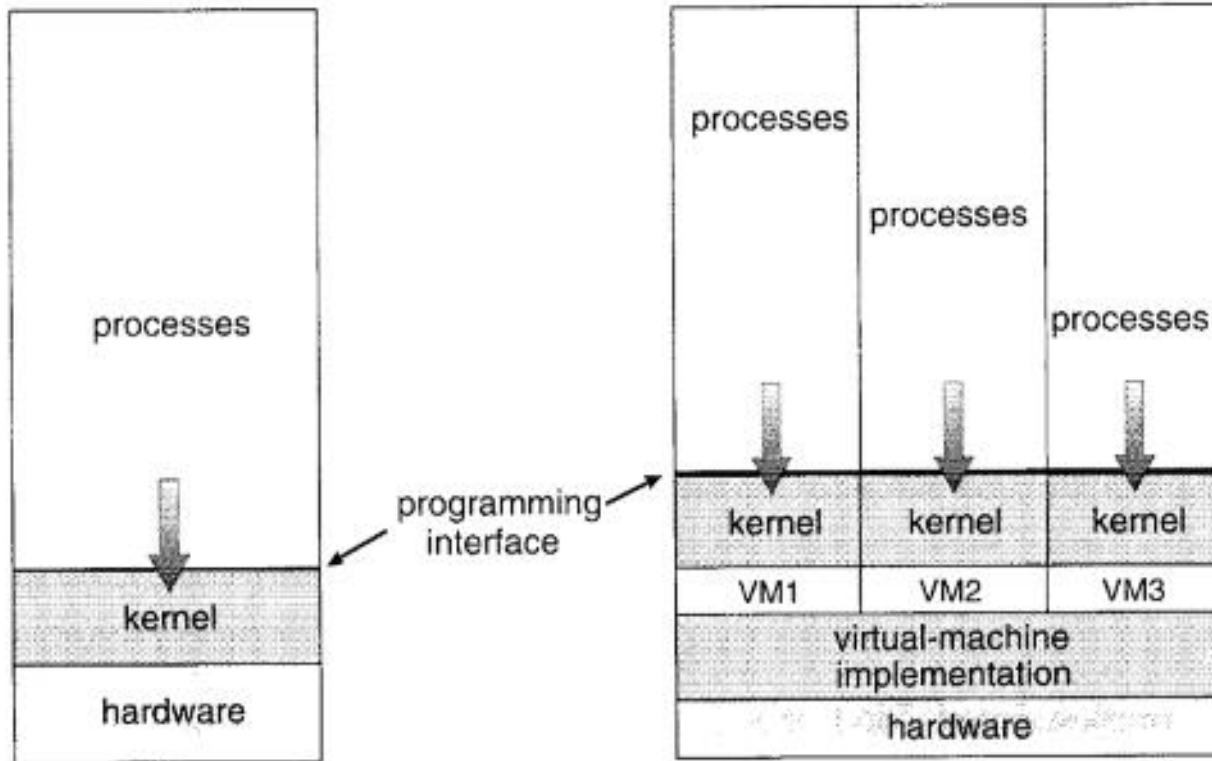 processes
kernel
hardware
programming
interface
processes
processes
processes
kernel
kernel
kernel
VM1
VM2
VM3
virtual-machine
implementation
hardware